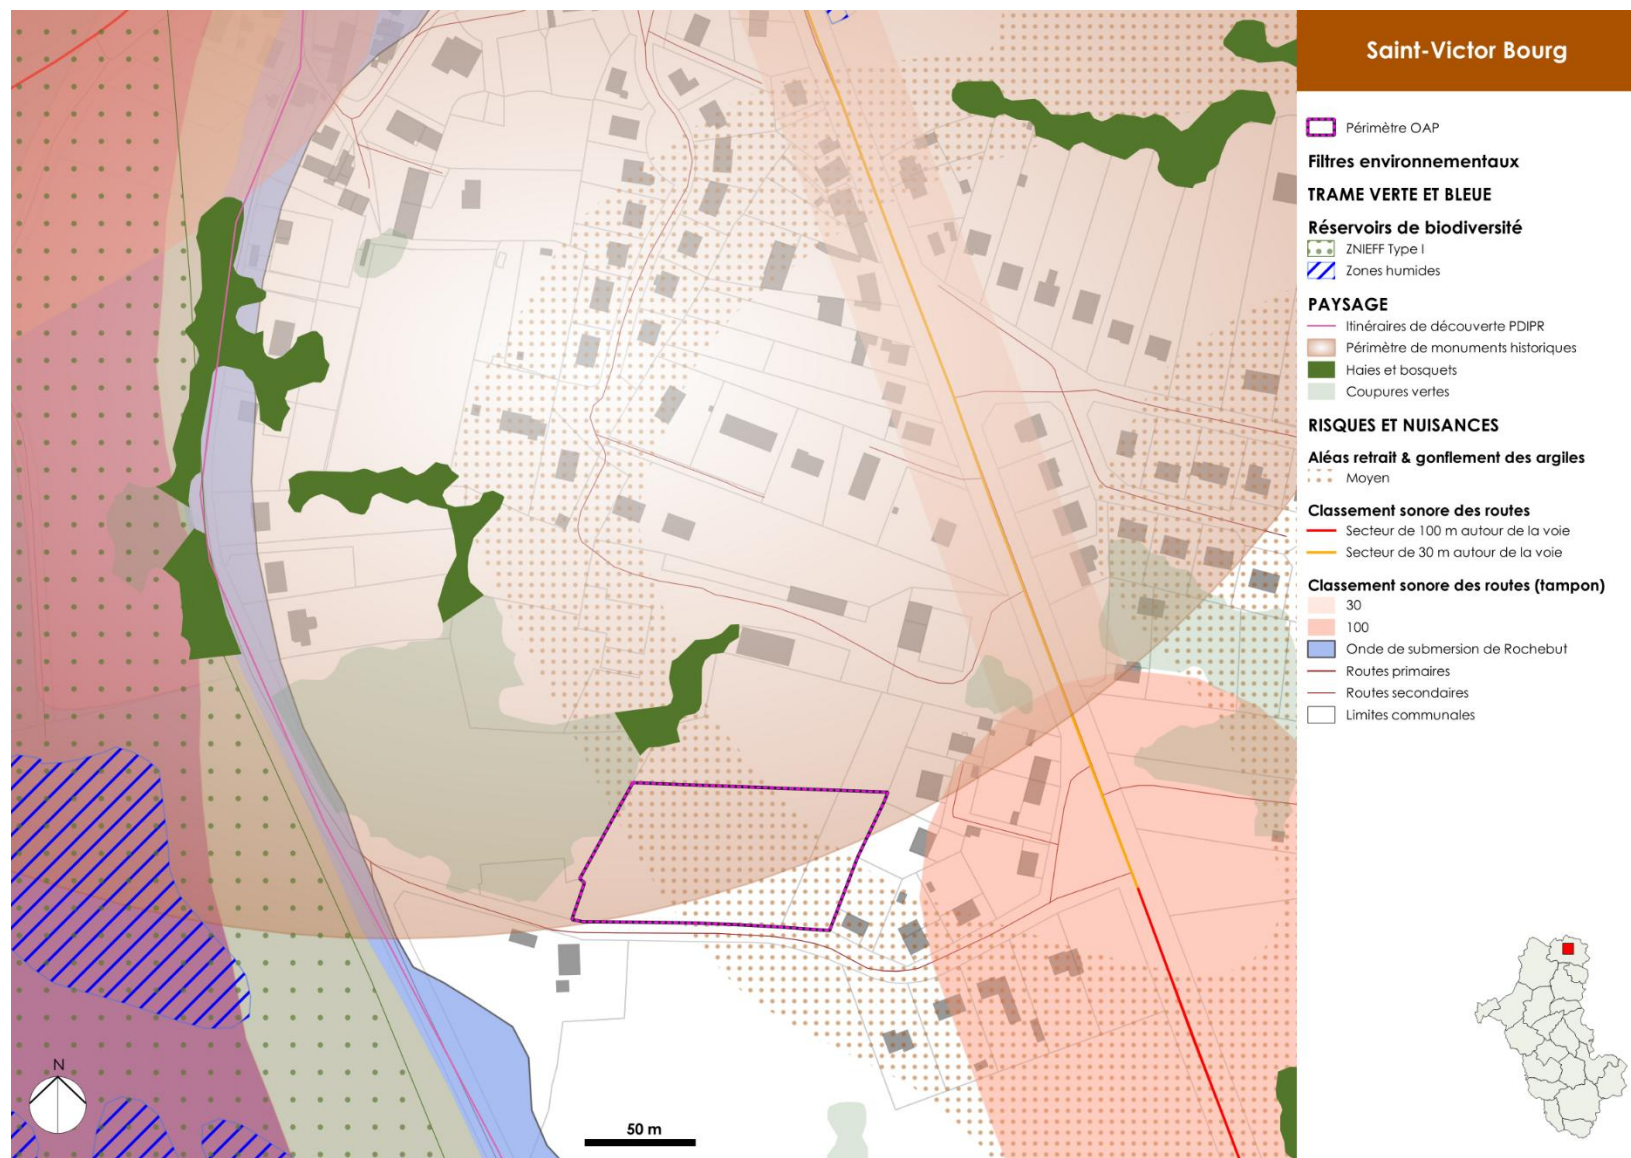 Saint-Victor Bourg
Périmètre OAP
Filtres environnementaux
TRAME VERTE ET BLEUE
Réservoirs de biodiversité
ZNIEFF Type I
Zones humides
PAYSAGE
Itinéraires de découverte PDIPR
Périmètre de monuments historiques
Haies et bosquets
Coupures vertes
RISQUES ET NUISANCES
Aléas retrait & gonflement des argiles
Moyen
Classement sonore des routes
Secteur de 100 m autour de la voie
Secteur de 30 m autour de la voie
Classement sonore des routes (tampon)
30
100
Onde de submersion de Rochebut
Routes primaires
Routes secondaires
Limites communales
N
50 m